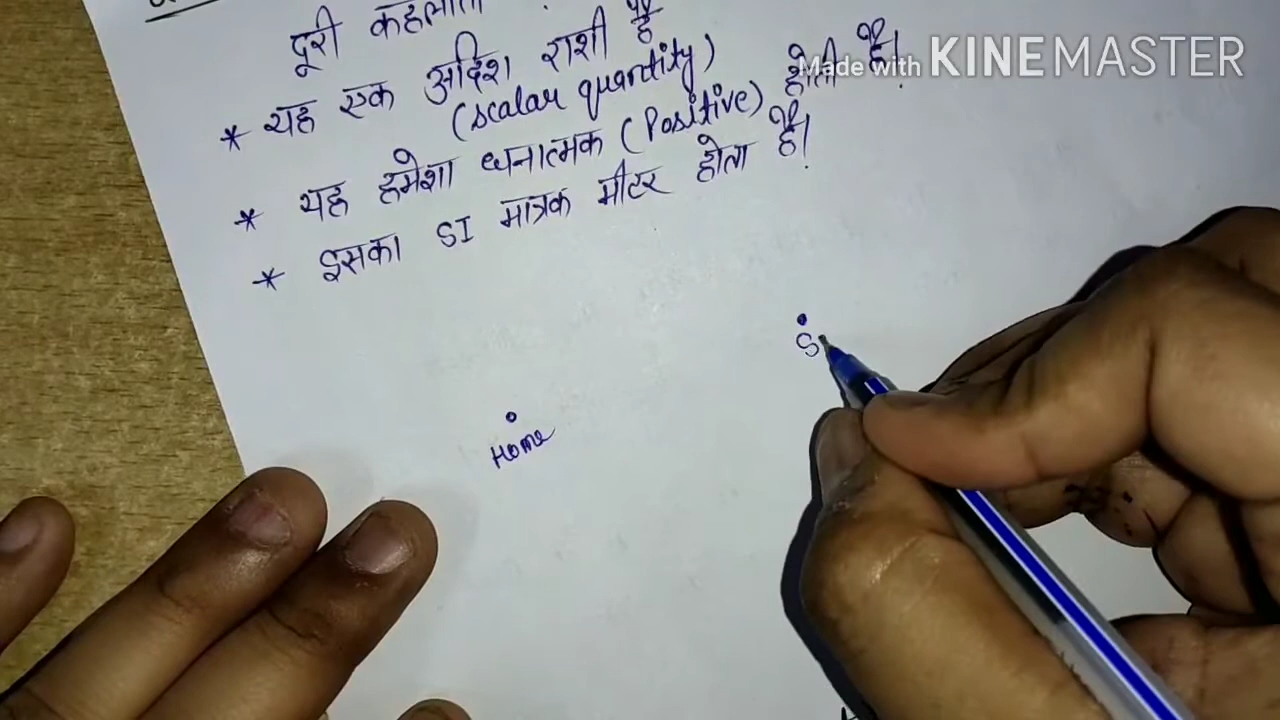 दूरी कहलाती
* यह एक अदिश राशी है
(scalar quantity)
* यह हमेशा धनात्मक (Positive) होती है।
* इसका SI मात्रक मीटर होता है।
S
Home
Made with KINEMASTER